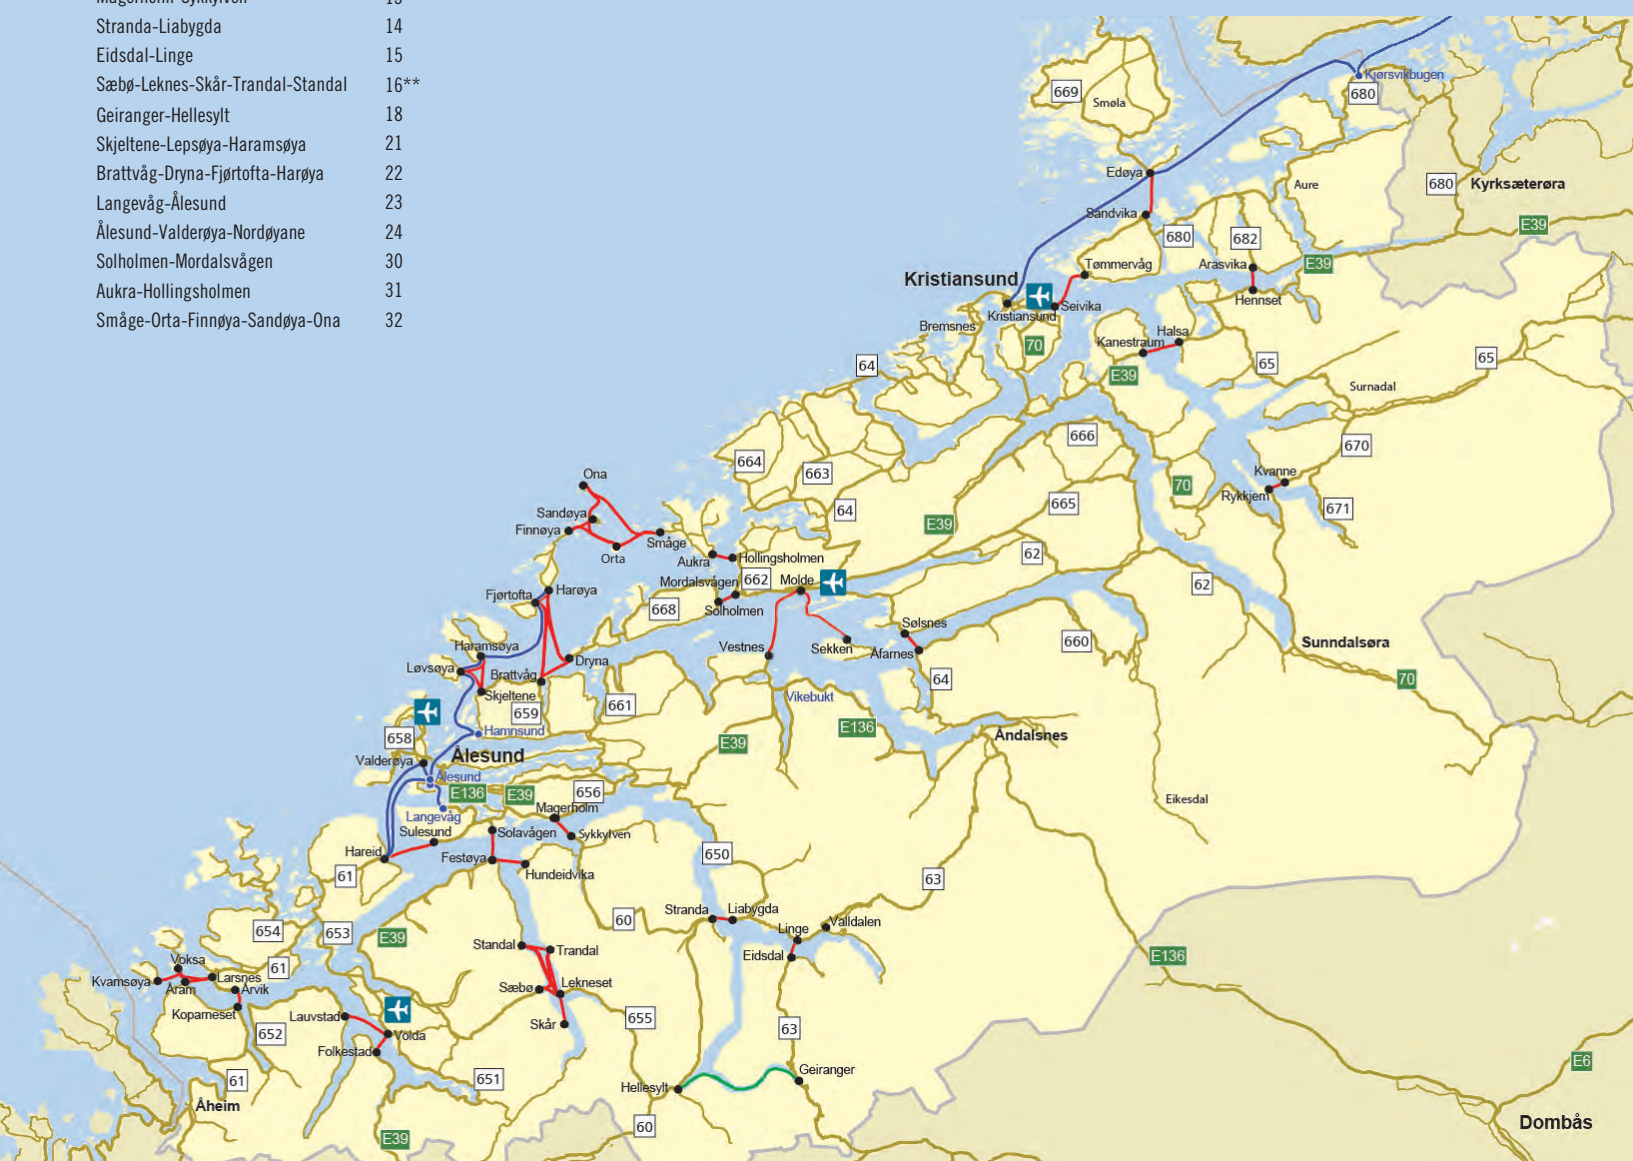 Magerholm-Sykkylven 13
Stranda-Liabygda 14
Eidsdal-Linge 15
Sæbø-Leknes-Skår-Trandal-Standal 16**
Geiranger-Hellesylt 18
Skjeltene-Lepsøya-Haramsøya 21
Brattvåg-Dryna-Fjørtofta-Harøya 22
Langevåg-Ålesund 23
Ålesund-Valderøya-Nordøyane 24
Solholmen-Mordalsvågen 30
Aukra-Hollingsholmen 31
Småge-Orta-Finnøya-Sandøya-Ona 32
Kjørsvikbugen
669
680
Smøla
Edøya
Aure
680
Kyrksæterøra
Sandvika
E39
680
682
Tømmervåg
Arasvika
E39
Kristiansund
Hennset
Kristiansund
Seivika
Bremsnes
Halsa
70
Kanestraum
64
E39
65
65
Surnadal
666
670
664
663
Ona
Kvanne
70
Rykkjem
Sandøya
64
665
671
Finnøya
E39
Småge
Orta
Aukra
Hollingsholmen
62
Mordalsvågen
662
Molde
62
Fjørtofta
Harøya
668
Solholmen
Sølsnes
Haramsøya
Vestnes
Sekken
Åfarnes
660
Sunndalsøra
Løvsøya
Dryna
Brattvåg
64
70
Skjeltene
Vikebukt
659
661
Hamnsund
E136
658
E39
Åndalsnes
Valderøya
Ålesund
Ålesund
E136
E39
656
Eikesdal
Langevåg
Magerholm
Sulesund
Solavågen
Sykkylven
Hareid
Festøya
650
61
Hundeidvika
63
Stranda
Liabygda
60
Valldalen
654
653
E39
Linge
Standal
Trandal
Eidsdal
E136
Voksa
61
Kvamsøya
Larsnes
Åram
Årvik
Sæbø
Lekneset
Koparneset
Lauvstad
655
652
Volda
Skår
63
Folkestad
E6
61
651
Geiranger
Hellesylt
Åheim
60
Dombås
E39